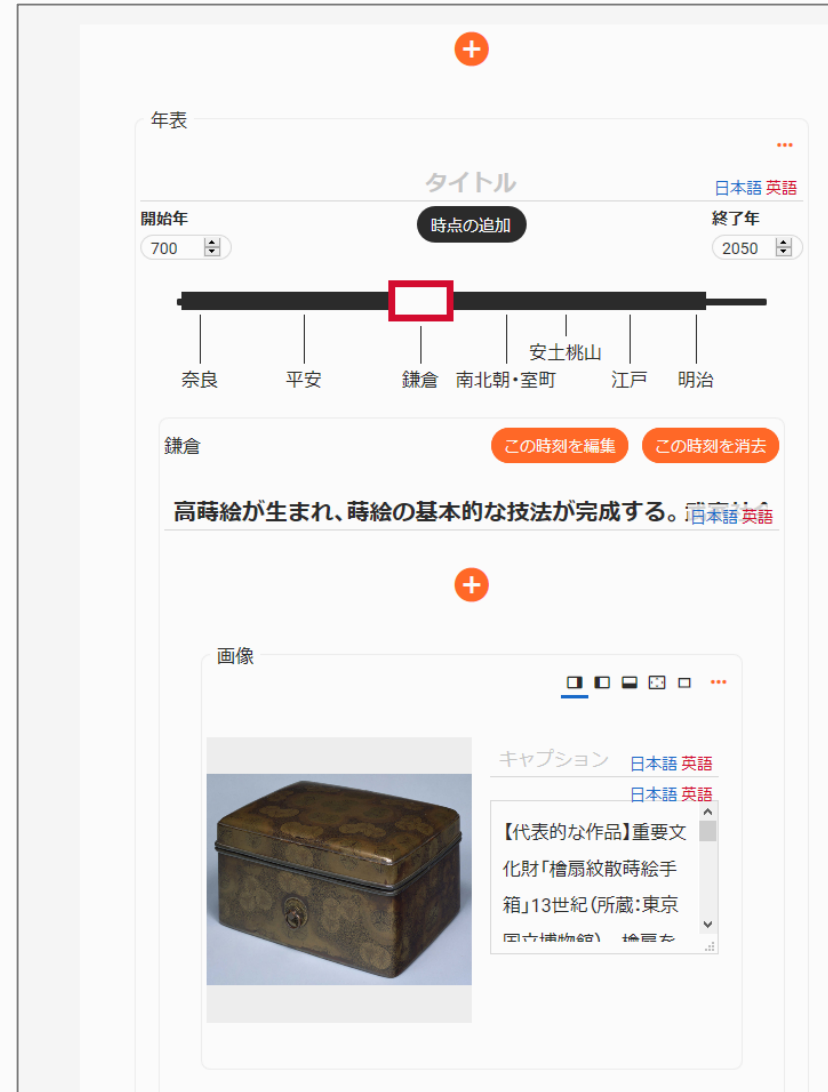 年表
タイトル
日本語 英語
開始年
時点の追加
終了年
700
2050
安土桃山
奈良
平安
鎌倉
南北朝・室町
江戸
明治
鎌倉
この時刻を編集
この時刻を消去
高蒔絵が生まれ、蒔絵の基本的な技法が完成する。
日本語 英語
画像
キャプション
日本語 英語
日本語 英語
【代表的な作品】重要文
化財「檜扇紋散蒔絵手
箱」13世紀(所蔵:東京
国立博物館)